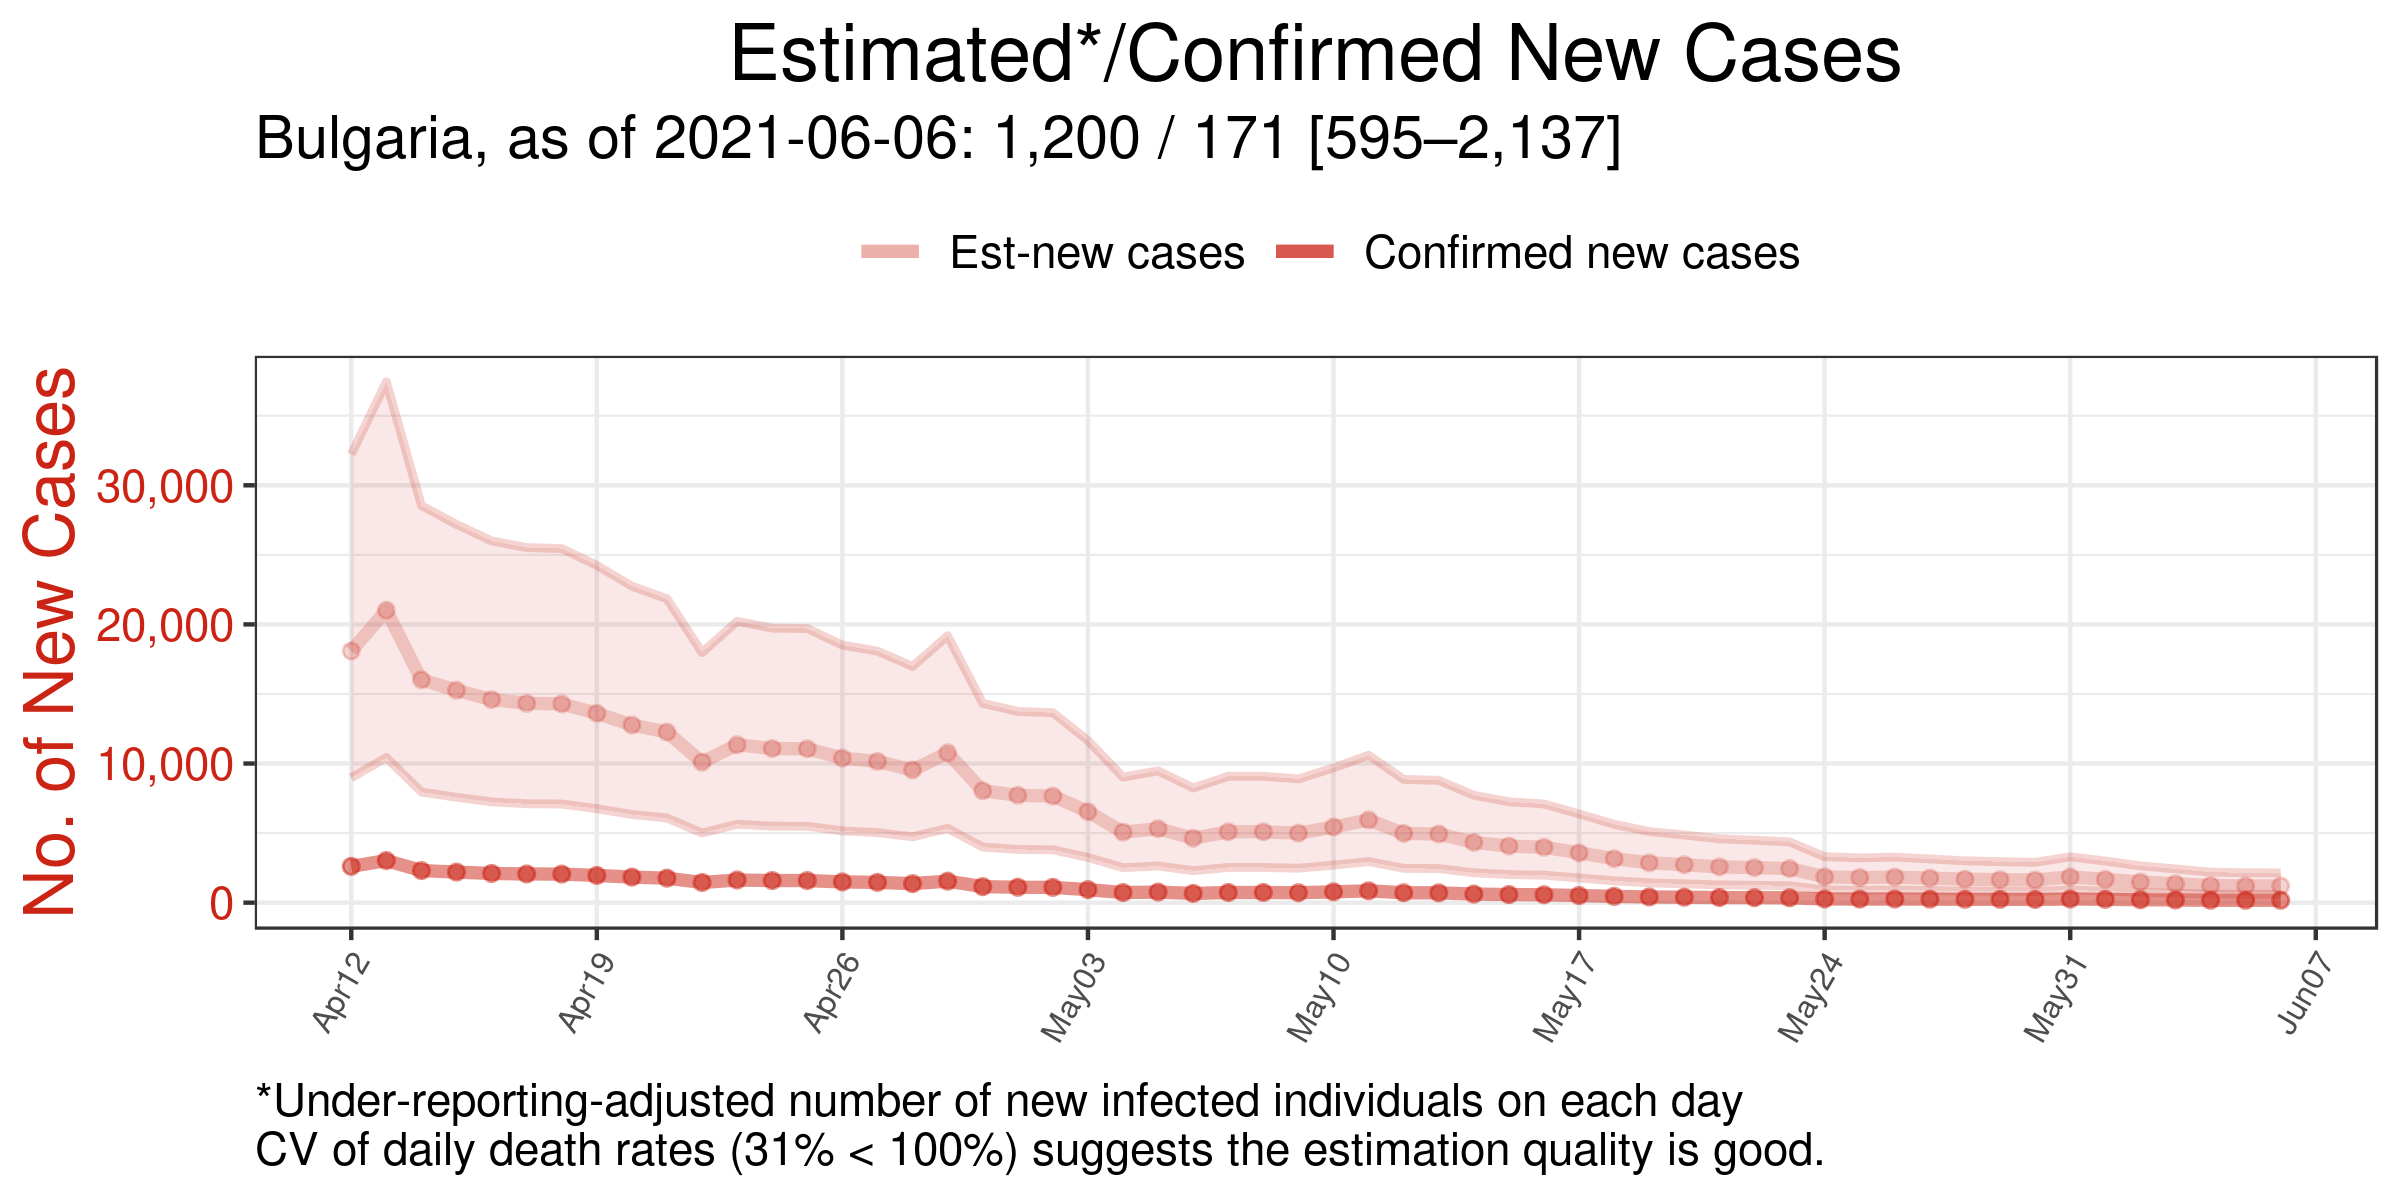 Estimated*/Confirmed New Cases
Bulgaria, as of 2021-06-06: 1,200 / 171 [595–2,137]
Est-new cases
Confirmed new cases
No. of New Cases
30,000
20,000
10,000
0
Apr12
Apr19
Apr26
May03
May10
May17
May24
May31
Jun07
*Under-reporting-adjusted number of new infected individuals on each day
CV of daily death rates (31% < 100%) suggests the estimation quality is good.